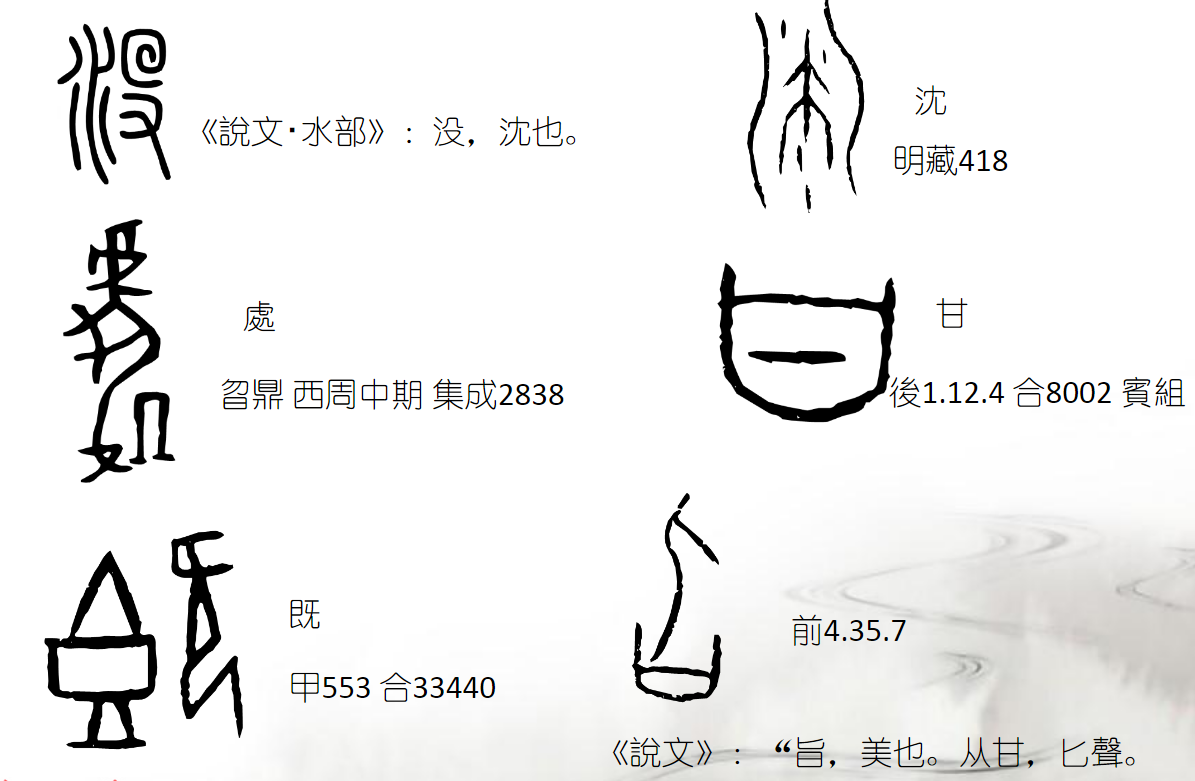 《說文·水部》：没，沈也。
沈
明藏418
處
曶鼎 西周中期 集成2838
甘
後1.12.4 合8002 賓組
既
甲553 合33440
前4.35.7
《說文》：“旨，美也。从甘，匕聲。